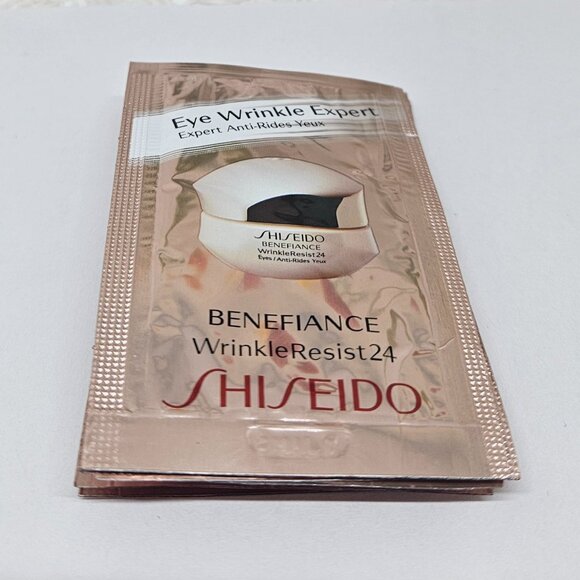 Eye Wrinkle Expert
Expert Anti-Rides Yeux
SHISEIDO
BENEFIANCE
WrinkleResist24
Eyes / Anti-Rides Yeux
BENEFIANCE
WrinkleResist24
SHISEIDO